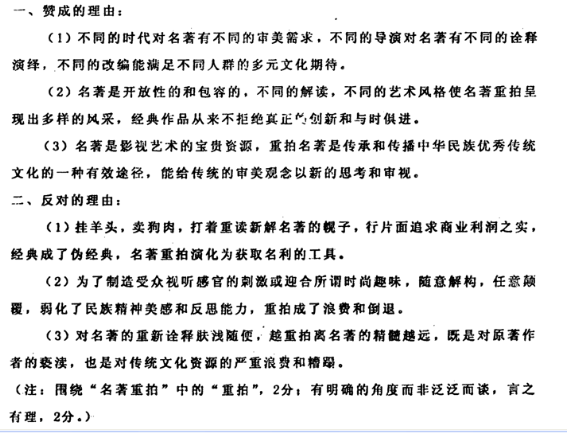 一、赞成的理由：
（1）不同的时代对名著有不同的审美需求，不同的导演对名著有不同的诠释
演绎，不同的改编能满足不同人群的多元文化期待。
（2）名著是开放性的和包容的，不同的解读，不同的艺术风格使名著重拍呈
现出多样的风采，经典作品从来不拒绝真正的创新和与时俱进。
（3）名著是影视艺术的宝贵资源，重拍名著是传承和传播中华民族优秀传统
文化的一种有效途径，能给传统的审美观念以新的思考和审视。
二、反对的理由：
（1）挂羊头，卖狗肉，打着重读新解名著的幌子，行片面追求商业利润之实，
经典成了伪经典，名著重拍演化为获取名利的工具。
（2）为了制造受众视听感官的刺激或迎合所谓时尚趣味，随意解构，任意颠
覆，弱化了民族精神美感和反思能力，重拍成了浪费和倒退。
（3）对名著的重新诠释肤浅随便，越重拍离名著的精髓越远，既是对原著作
者的亵渎，也是对传统文化资源的严重浪费和糟蹋。
（注：围绕“名著重拍”中的“重拍”，2分；有明确的角度而非泛泛而谈，言之
有理，2分。）